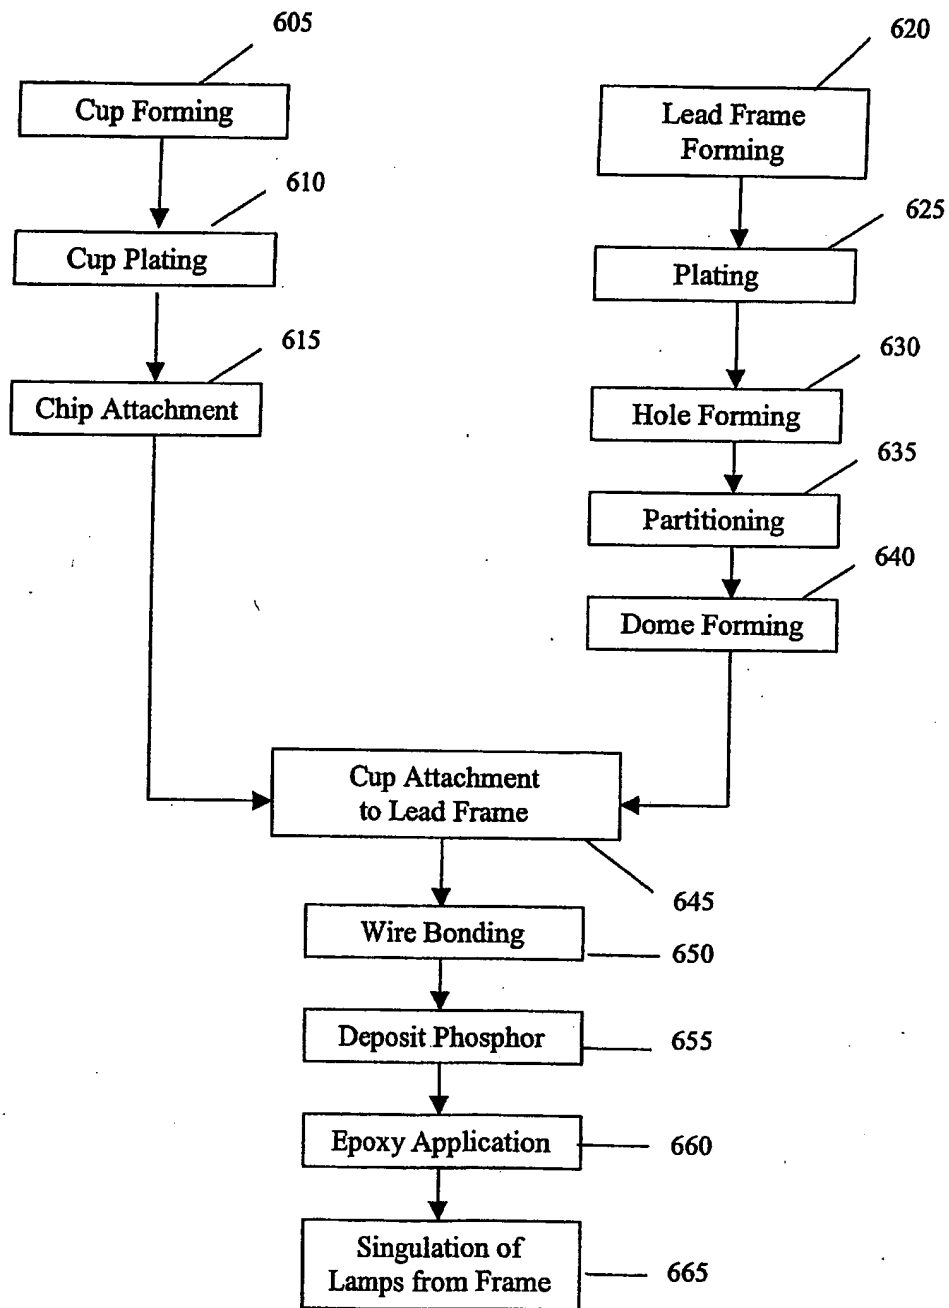 605
Cup Forming
610
Cup Plating
615
Chip Attachment
620
Lead Frame
Forming
625
Plating
630
Hole Forming
635
Partitioning
640
Dome Forming
Cup Attachment
to Lead Frame
645
Wire Bonding
650
Deposit Phosphor
655
Epoxy Application
660
Singulation of
Lamps from Frame
665